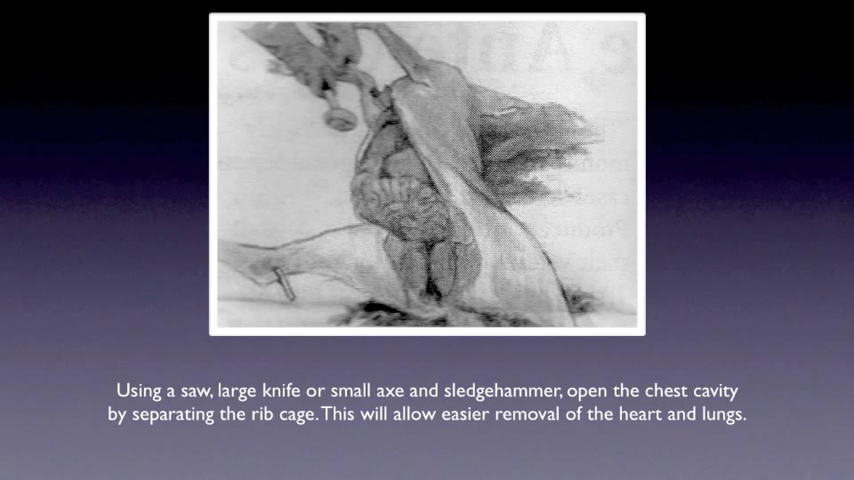 Using a saw, large knife or small axe and sledgehammer, open the chest cavity
by separating the rib cage. This will allow easier removal of the heart and lungs.